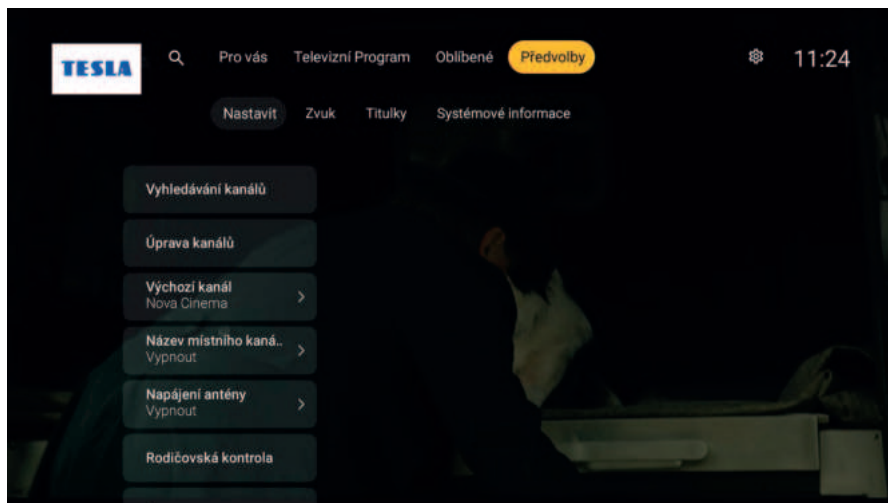 TESLA
Pro vás Televizní Program Oblíbené Předvolby 11:24
Nastavit Zvuk Titulky Systémové informace
Vyhledávání kanálů
Úprava kanálů
Výchozí kanál
Nova Cinema
Název místního kaná..
Vypnout
Napájení antény
Vypnout
Rodičovská kontrola